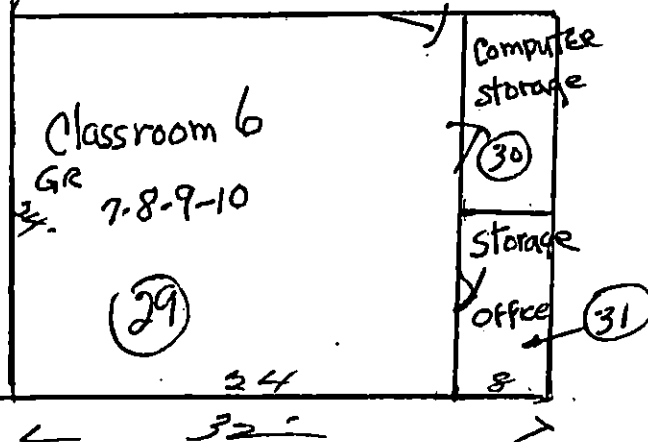 Computer
storage
Classroom 6
30
GR
7-8-9-10
Storage
29
office
31
24
8
32